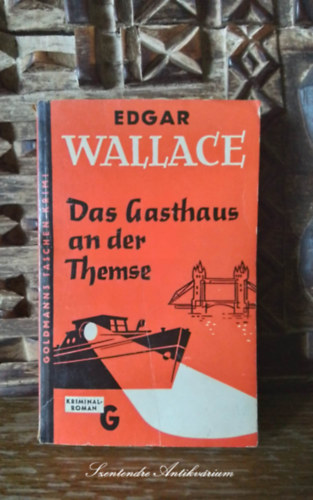 EDGAR
WALLACE
Das Gasthaus
an der
Themse
GOLDMANNS TASCHEN-KRIMI
KRIMINAL-
ROMAN
G
Szentendre Antikvárium